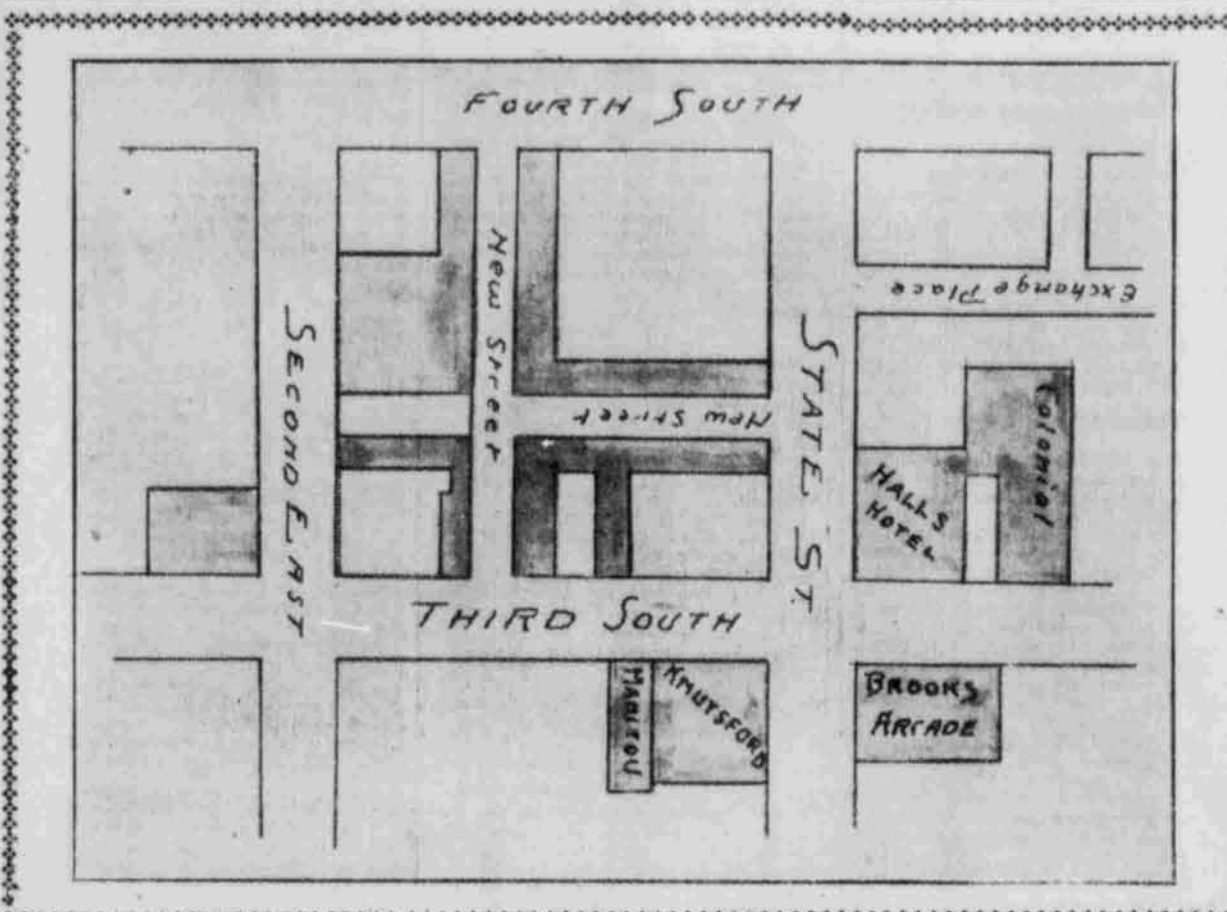 FOURTH SOUTH
New Street
Exchange Place
SECOND EAST
STATE ST
New Street
Colonial
HALLS
HOTEL
THIRD SOUTH
MANITOU
KNUTSFORD
BROOKS
ARCADE